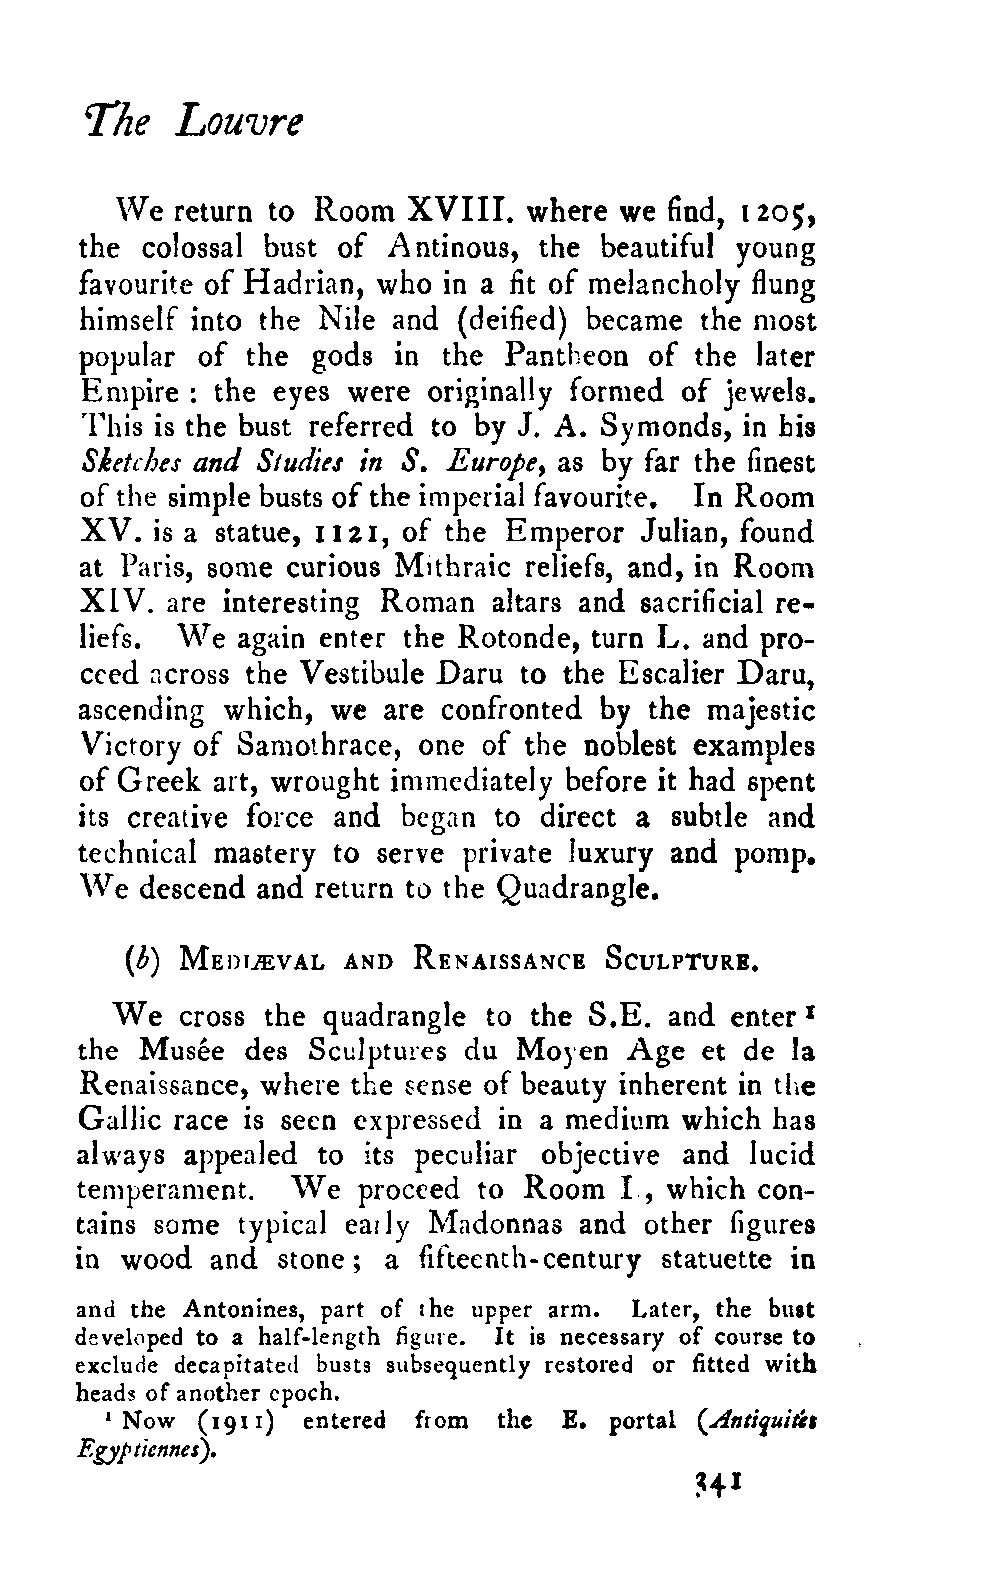 The Louvre
We return to Room XVIII. where we find, 1205,
the colossal bust of Antinous, the beautiful young
favourite of Hadrian, who in a fit of melancholy flung
himself into the Nile and (deified) became the most
popular of the gods in the Pantheon of the later
Empire : the eyes were originally formed of jewels.
This is the bust referred to by J. A. Symonds, in his
Sketches and Studies in S. Europe, as by far the finest
of the simple busts of the imperial favourite. In Room
XV. is a statue, 1121, of the Emperor Julian, found
at Paris, some curious Mithraic reliefs, and, in Room
XIV. are interesting Roman altars and sacrificial re-
liefs. We again enter the Rotonde, turn L. and pro-
ceed across the Vestibule Daru to the Escalier Daru,
ascending which, we are confronted by the majestic
Victory of Samothrace, one of the noblest examples
of Greek art, wrought immediately before it had spent
its creative force and began to direct a subtle and
technical mastery to serve private luxury and pomp.
We descend and return to the Quadrangle.
(b) MEDIÆVAL AND RENAISSANCE SCULPTURE.
We cross the quadrangle to the S.E. and enter ¹
the Musée des Sculptures du Moyen Age et de la
Renaissance, where the sense of beauty inherent in the
Gallic race is seen expressed in a medium which has
always appealed to its peculiar objective and lucid
temperament. We proceed to Room I., which con-
tains some typical early Madonnas and other figures
in wood and stone ; a fifteenth-century statuette in
and the Antonines, part of the upper arm. Later, the bust
developed to a half-length figure. It is necessary of course to
exclude decapitated busts subsequently restored or fitted with
heads of another epoch.
¹ Now (1911) entered from the E. portal (Antiquités
Egyptiennes).
341